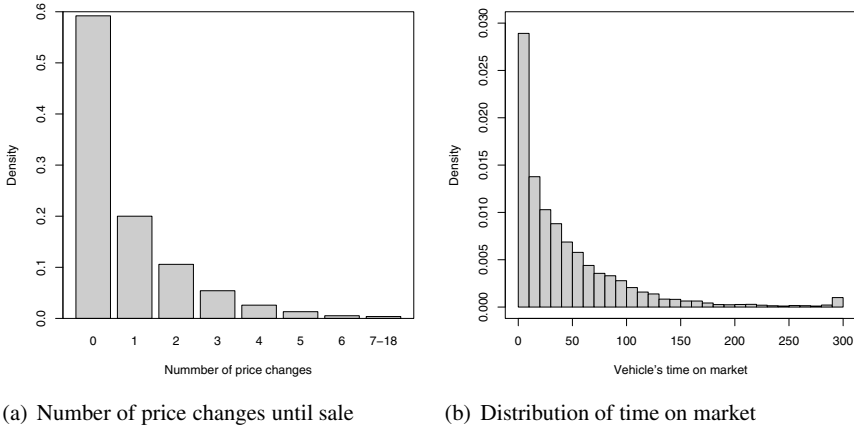 0.6
0.5
0.4
0.3
0.2
0.1
0.0
Density
0 1 2 3 4 5 6 7−18
Nummber of price changes
(a) Number of price changes until sale
0.030
0.025
0.020
0.015
0.010
0.005
0.000
Density
0 50 100 150 200 250 300
Vehicle's time on market
(b) Distribution of time on market